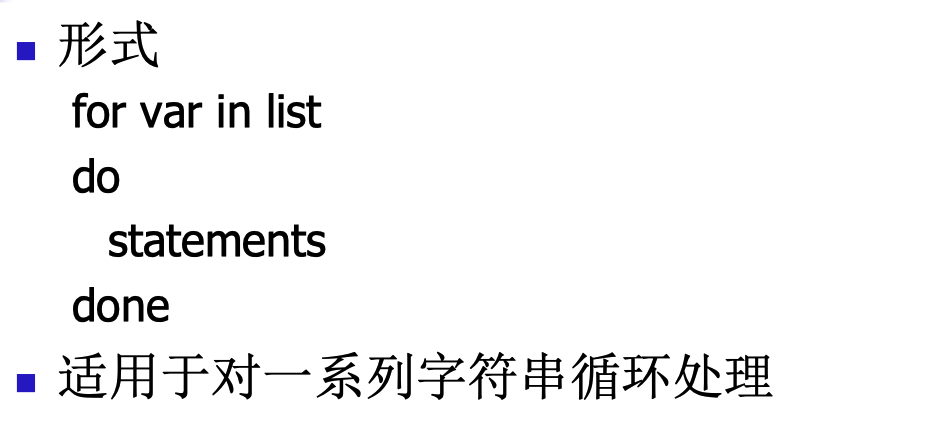 形式
for var in list
do
statements
done
适用于对一系列字符串循环处理